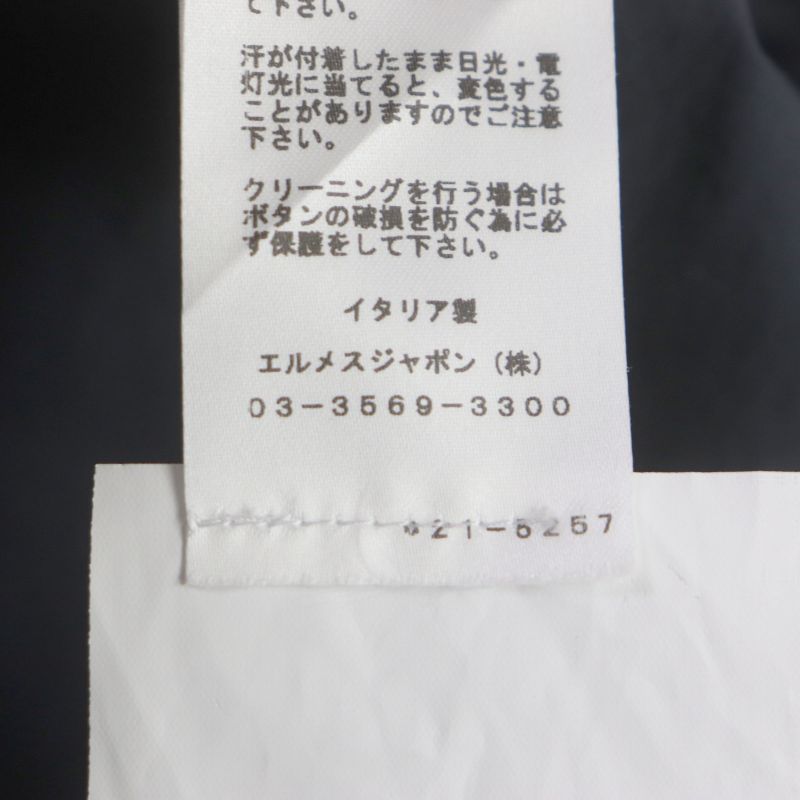 て下さい。
汗が付着したまま日光・電
灯光に当てると、変色する
ことがありますのでご注意
下さい。
クリーニングを行う場合は
ボタンの破損を防ぐ為に必
ず保護をして下さい。
イタリア製
エルメスジャポン（株）
03-3569-3300
21-5257